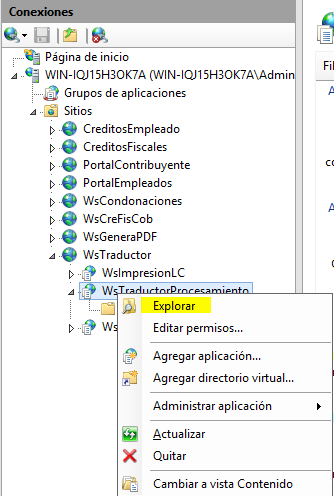 Conexiones
Fil
Página de inicio
WIN-IQJ15H3OK7A (WIN-IQJ15H3OK7A\Admin
Grupos de aplicaciones
Sitios
CreditosEmpleado
CreditosFiscales
PortalContribuyente
PortalEmpleados
WsCondonaciones
WsCreFisCob
WsGeneraPDF
WsTraductor
WsImpresionLC
WsTraductorProcesamiento
Ws
Explorar
Editar permisos...
Agregar aplicación...
Agregar directorio virtual...
Administrar aplicación
Actualizar
Quitar
Cambiar a vista Contenido
A
co
A